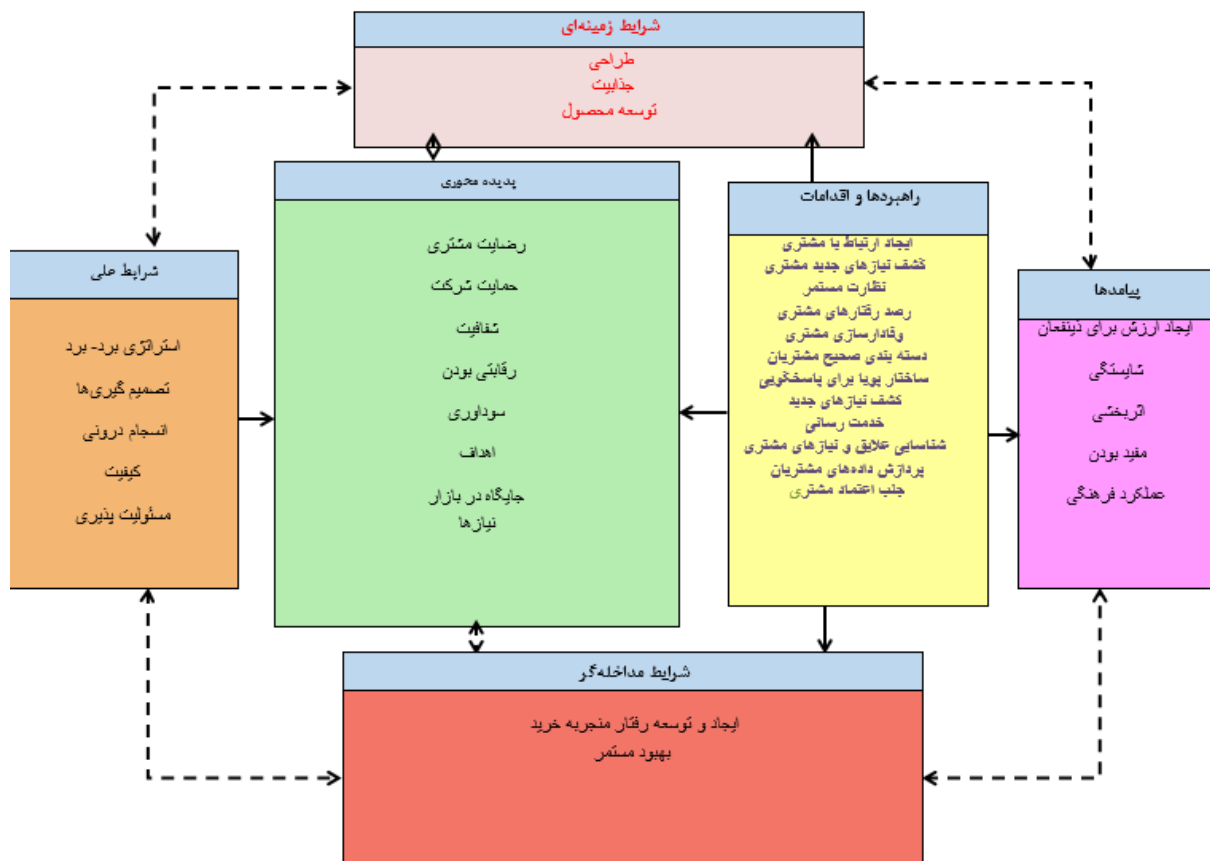 شرایط زمینه‌ای
طراحی
جذابیت
توسعه محصول
پدیده محوری
رضایت مشتری
حمایت شرکت
شفافیت
رقابتی بودن
سودآوری
اهداف
جایگاه در بازار
نیازها
راهبردها و اقدامات
ایجاد ارتباط با مشتری
کشف نیازهای جدید مشتری
نظارت مستمر
رصد رفتارهای مشتری
وفادارسازی مشتری
دسته بندی صحیح مشتریان
ساختار پویا برای پاسخگویی
کشف نیازهای جدید
خدمت رسانی
شناسایی علایق و نیازهای مشتری
پردازش داده‌های مشتریان
جلب اعتماد مشتری
شرایط علی
استراتژی برد- برد
تصمیم گیری‌ها
انسجام درونی
کیفیت
مسئولیت پذیری
پیامدها
ایجاد ارزش برای ذینفعان
شایستگی
اثربخشی
مفید بودن
عملکرد فرهنگی
شرایط مداخله‌گر
ایجاد و توسعه رفتار منجربه خرید
بهبود مستمر